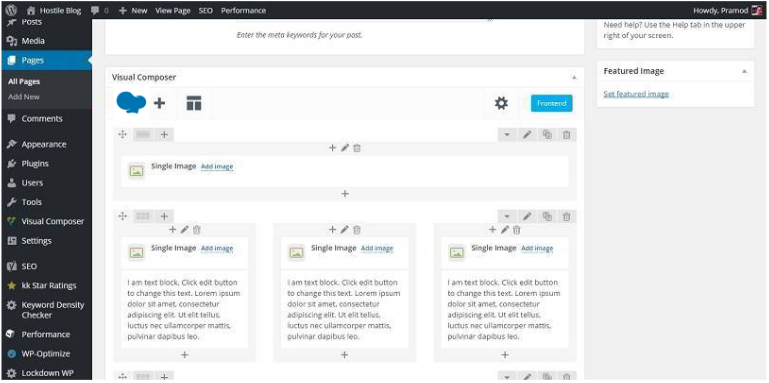 Hostile Blog 0 + New View Page SEO Performance Howdy, Pramod
Posts
Media
Pages
All Pages
Add New
Comments
Appearance
Plugins
Users
Tools
Visual Composer
Settings
SEO
kk Star Ratings
Keyword Density
Checker
Performance
WP-Optimize
Lockdown WP
Enter the meta keywords for your post.
Visual Composer
Frontend
Single Image Add image
Single Image Add image
I am text block. Click edit button
to change this text. Lorem ipsum
dolor sit amet, consectetur
adipiscing elit. Ut elit tellus,
luctus nec ullamcorper mattis,
pulvinar dapibus leo.
Single Image Add image
I am text block. Click edit button
to change this text. Lorem ipsum
dolor sit amet, consectetur
adipiscing elit. Ut elit tellus,
luctus nec ullamcorper mattis,
pulvinar dapibus leo.
Single Image Add image
I am text block. Click edit button
to change this text. Lorem ipsum
dolor sit amet, consectetur
adipiscing elit. Ut elit tellus,
luctus nec ullamcorper mattis,
pulvinar dapibus leo.
Need help? Use the Help tab in the upper
right of your screen.
Featured Image
Set featured image